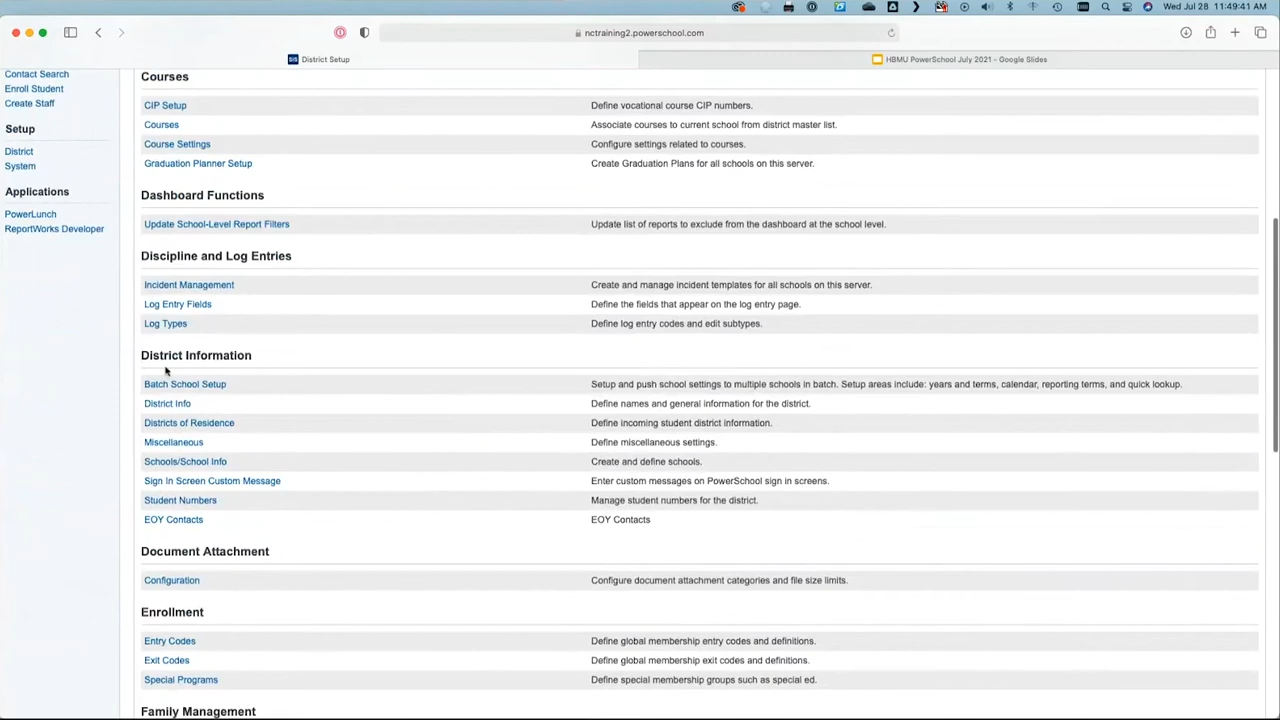 Wed Jul 28 11:49:41 AM
nctraining2.powerschool.com
SIS District Setup
HBMU PowerSchool July 2021 - Google Slides
Contact Search
Enroll Student
Create Staff
Setup
District
System
Applications
PowerLunch
ReportWorks Developer
Courses
CIP Setup Define vocational course CIP numbers.
Courses Associate courses to current school from district master list.
Course Settings Configure settings related to courses.
Graduation Planner Setup Create Graduation Plans for all schools on this server.
Dashboard Functions
Update School-Level Report Filters Update list of reports to exclude from the dashboard at the school level.
Discipline and Log Entries
Incident Management Create and manage incident templates for all schools on this server.
Log Entry Fields Define the fields that appear on the log entry page.
Log Types Define log entry codes and edit subtypes.
District Information
Batch School Setup Setup and push school settings to multiple schools in batch. Setup areas include: years and terms, calendar, reporting terms, and quick lookup.
District Info Define names and general information for the district.
Districts of Residence Define incoming student district information.
Miscellaneous Define miscellaneous settings.
Schools/School Info Create and define schools.
Sign In Screen Custom Message Enter custom messages on PowerSchool sign in screens.
Student Numbers Manage student numbers for the district.
EOY Contacts EOY Contacts
Document Attachment
Configuration Configure document attachment categories and file size limits.
Enrollment
Entry Codes Define global membership entry codes and definitions.
Exit Codes Define global membership exit codes and definitions.
Special Programs Define special membership groups such as special ed.
Family Management